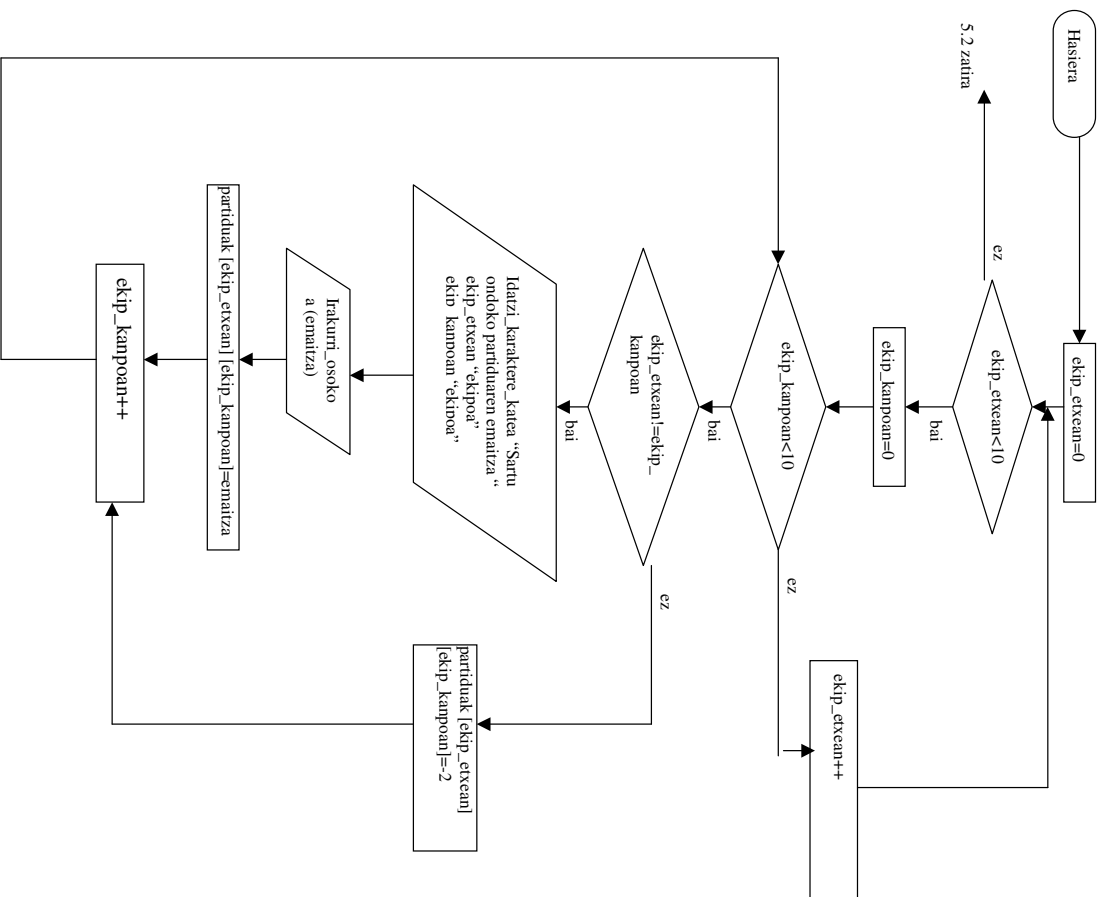 Hasiera
ekip_etxean=0
ekip_etxean<10
ez
5.2 zatira
bai
ekip_kanpoan=0
ekip_kanpoan<10
ez
ekip_etxean++
bai
ekip_etxean!=ekip_
kanpoan
ez
partiduak [ekip_etxean]
[ekip_kanpoan]=-2
bai
Idatzi_karaktere_katea “Sartu
ondoko partiduaren emaitza “
ekip_etxean “ekipoa”
ekip_kanpoan “ekipoa”
Irakurri_osoko
a (emaitza)
partiduak [ekip_etxean] [ekip_kanpoan]=emaitza
ekip_kanpoan++